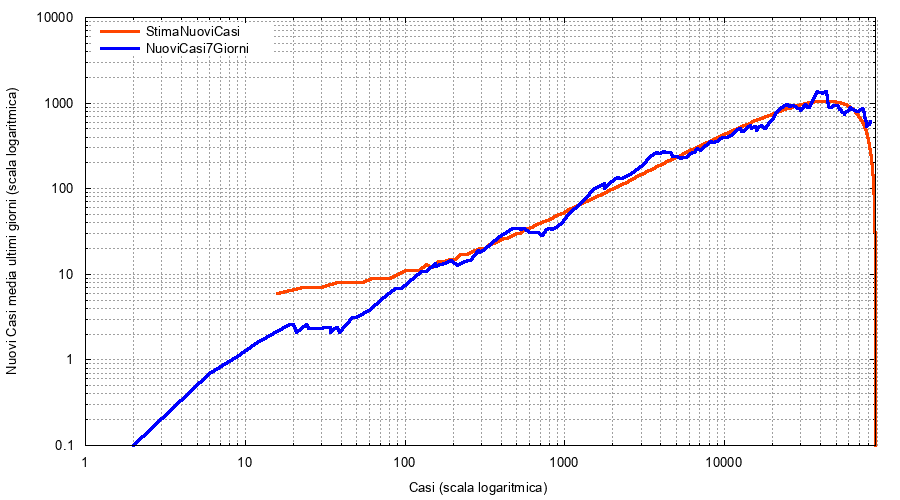 10000
1000
100
10
1
0.1
1
10
100
1000
10000
StimaNuoviCasi
NuoviCasi7Giorni
Nuovi Casi media ultimi giorni (scala logaritmica)
Casi (scala logaritmica)